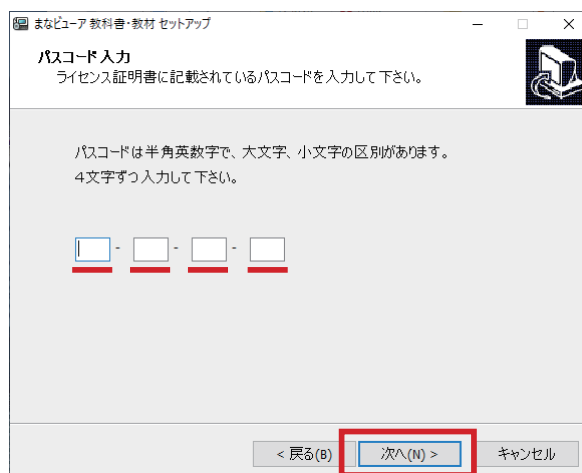 まなビューア 教科書・教材 セットアップ
パスコード入力
ライセンス証明書に記載されているパスコードを入力して下さい。
パスコードは半角英数字で、大文字、小文字の区別があります。
4文字ずつ入力して下さい。
- - -
< 戻る(B) 次へ(N) > キャンセル